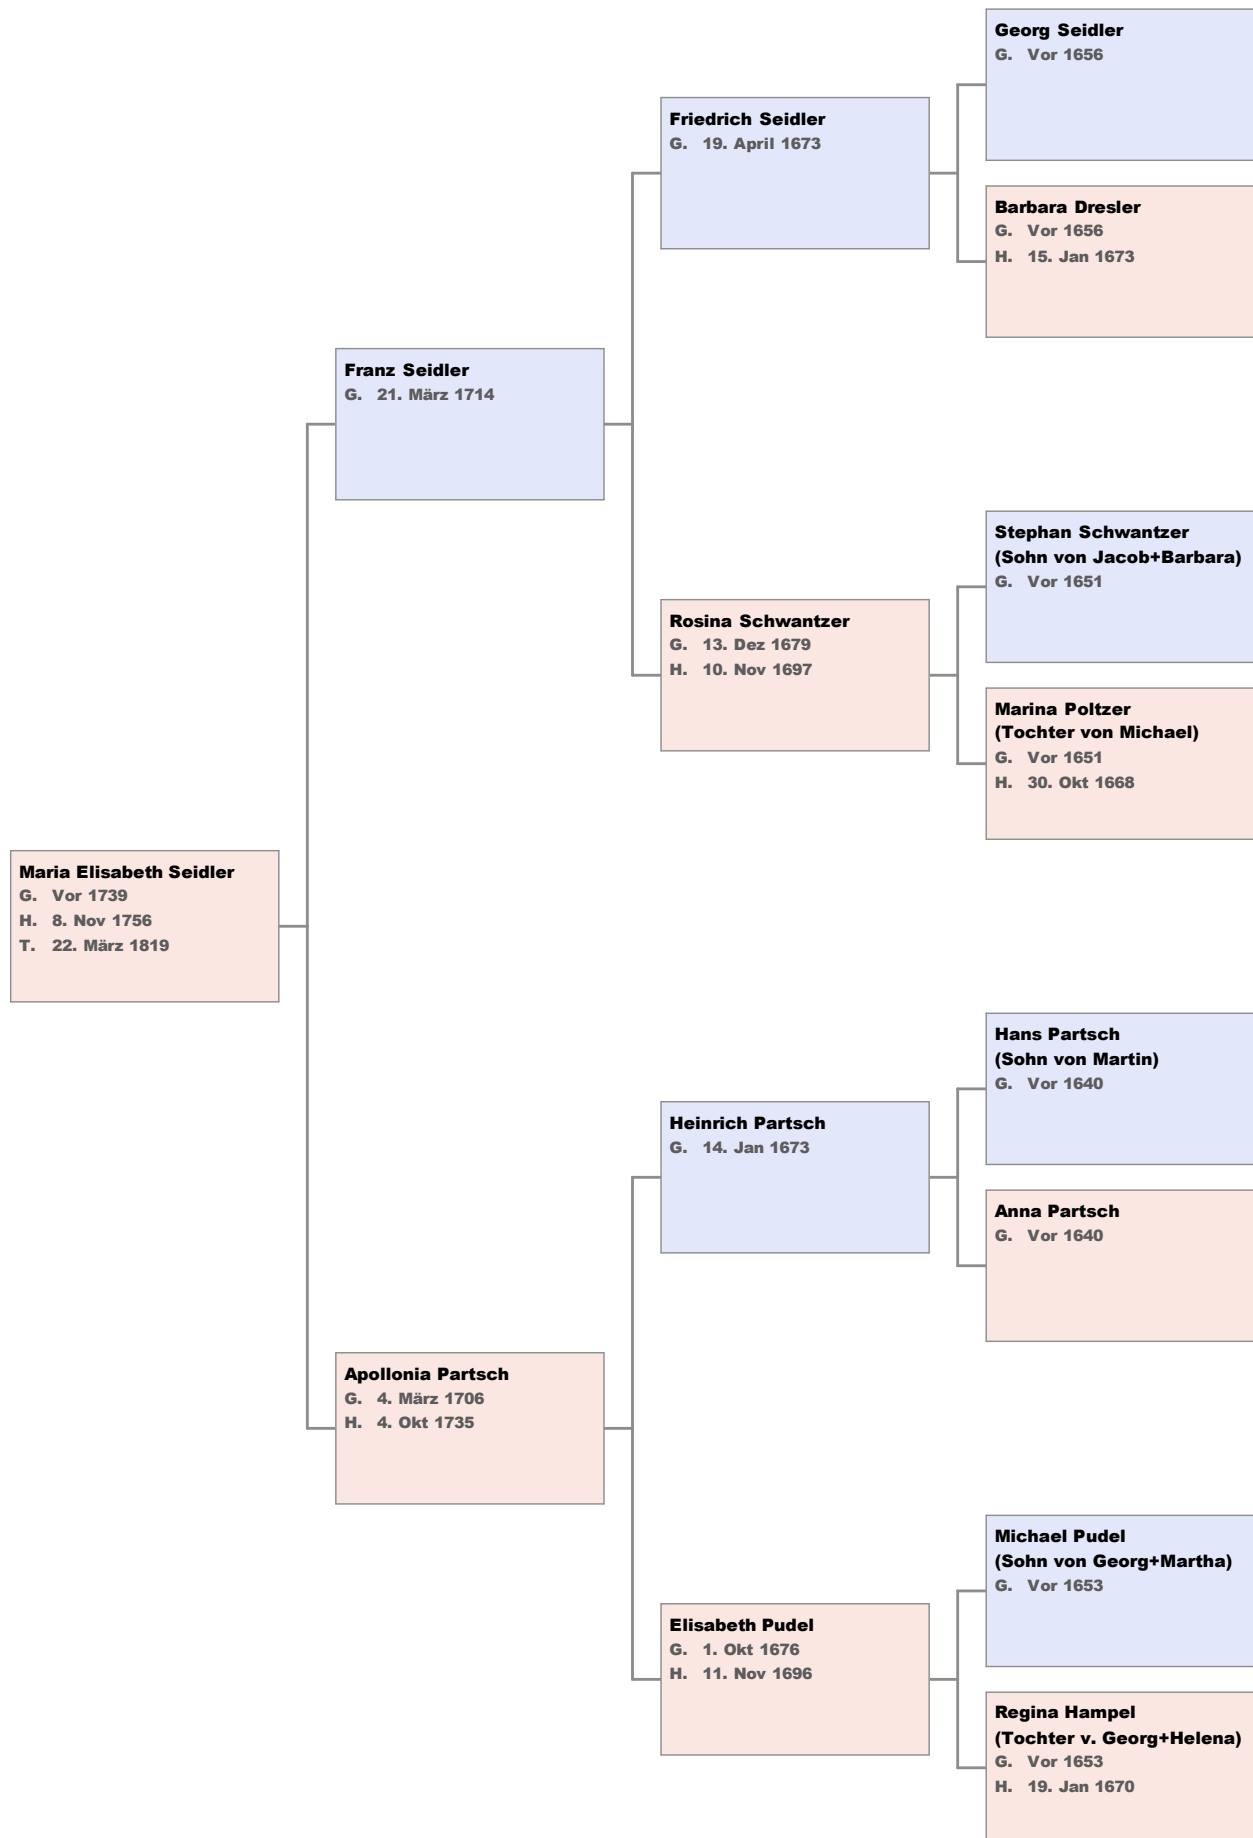 Georg Seidler
G. Vor 1656
Friedrich Seidler
G. 19. April 1673
Barbara Dresler
G. Vor 1656
H. 15. Jan 1673
Franz Seidler
G. 21. März 1714
Stephan Schwantzer
(Sohn von Jacob+Barbara)
G. Vor 1651
Rosina Schwantzer
G. 13. Dez 1679
H. 10. Nov 1697
Marina Poltzer
(Tochter von Michael)
G. Vor 1651
H. 30. Okt 1668
Maria Elisabeth Seidler
G. Vor 1739
H. 8. Nov 1756
T. 22. März 1819
Hans Partsch
(Sohn von Martin)
G. Vor 1640
Heinrich Partsch
G. 14. Jan 1673
Anna Partsch
G. Vor 1640
Apollonia Partsch
G. 4. März 1706
H. 4. Okt 1735
Michael Pudel
(Sohn von Georg+Martha)
G. Vor 1653
Elisabeth Pudel
G. 1. Okt 1676
H. 11. Nov 1696
Regina Hampel
(Tochter v. Georg+Helena)
G. Vor 1653
H. 19. Jan 1670